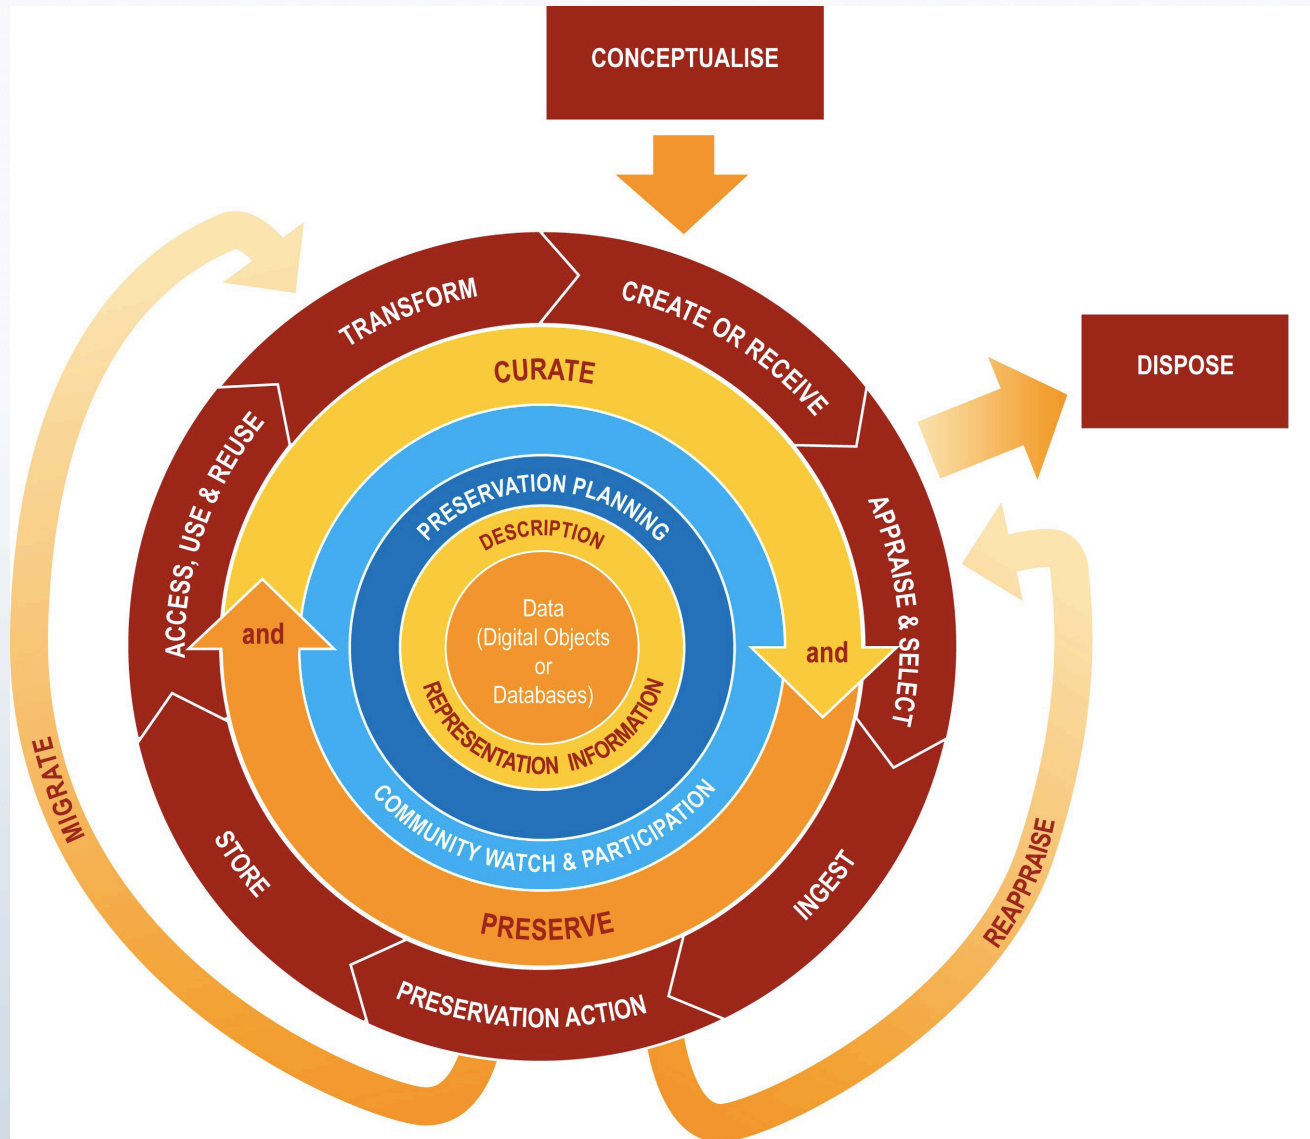 CONCEPTUALISE
DISPOSE
TRANSFORM
CREATE OR RECEIVE
APPRAISE & SELECT
INGEST
PRESERVATION ACTION
STORE
ACCESS, USE & REUSE
CURATE
and
PRESERVE
and
COMMUNITY WATCH & PARTICIPATION
PRESERVATION PLANNING
DESCRIPTION
REPRESENTATION INFORMATION
Data
(Digital Objects
or
Databases)
MIGRATE
REAPPRAISE